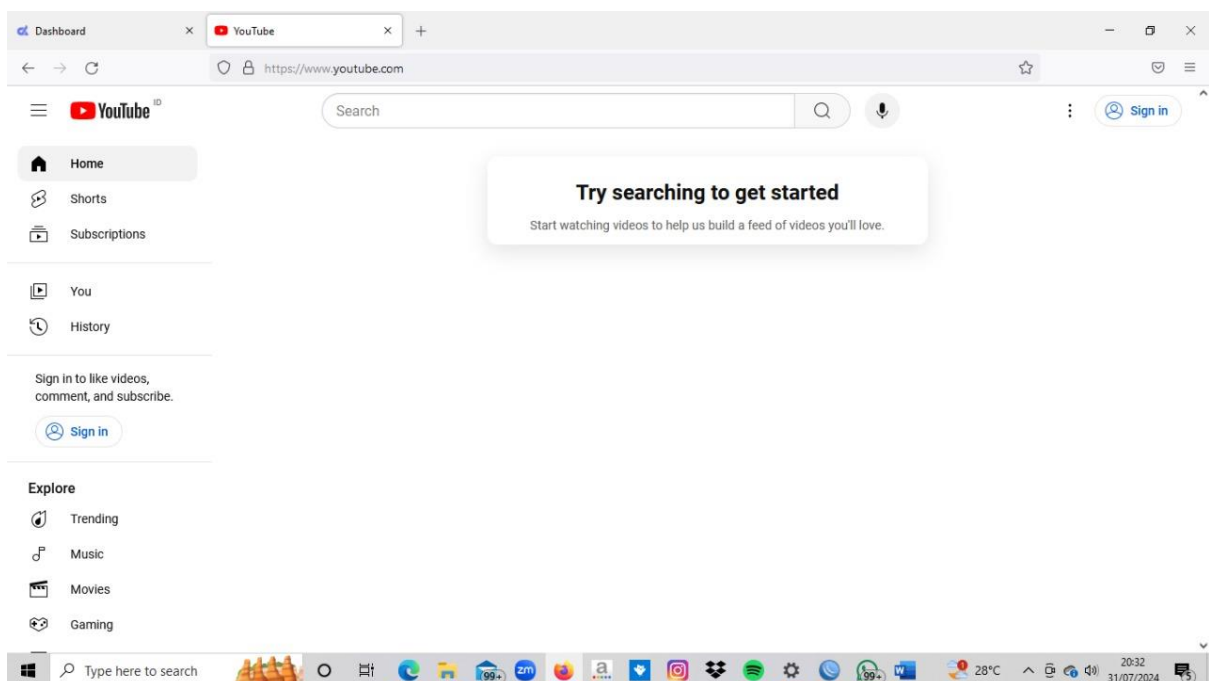 Dashboard
YouTube
https://www.youtube.com
YouTube ID
Search
Sign in
Home
Shorts
Subscriptions
You
History
Sign in to like videos,
comment, and subscribe.
Sign in
Explore
Trending
Music
Movies
Gaming
Try searching to get started
Start watching videos to help us build a feed of videos you'll love.
Type here to search
99+
zm
a
99+
W
28°C
20:32
31/07/2024
5